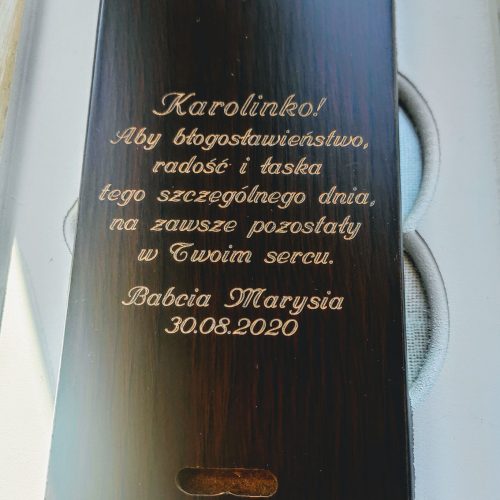 Karolinko!
Aby błogosławieństwo,
radość i łaska
tego szczególnego dnia,
na zawsze pozostały
w Twoim sercu.
Babcia Marysia
30.08.2020